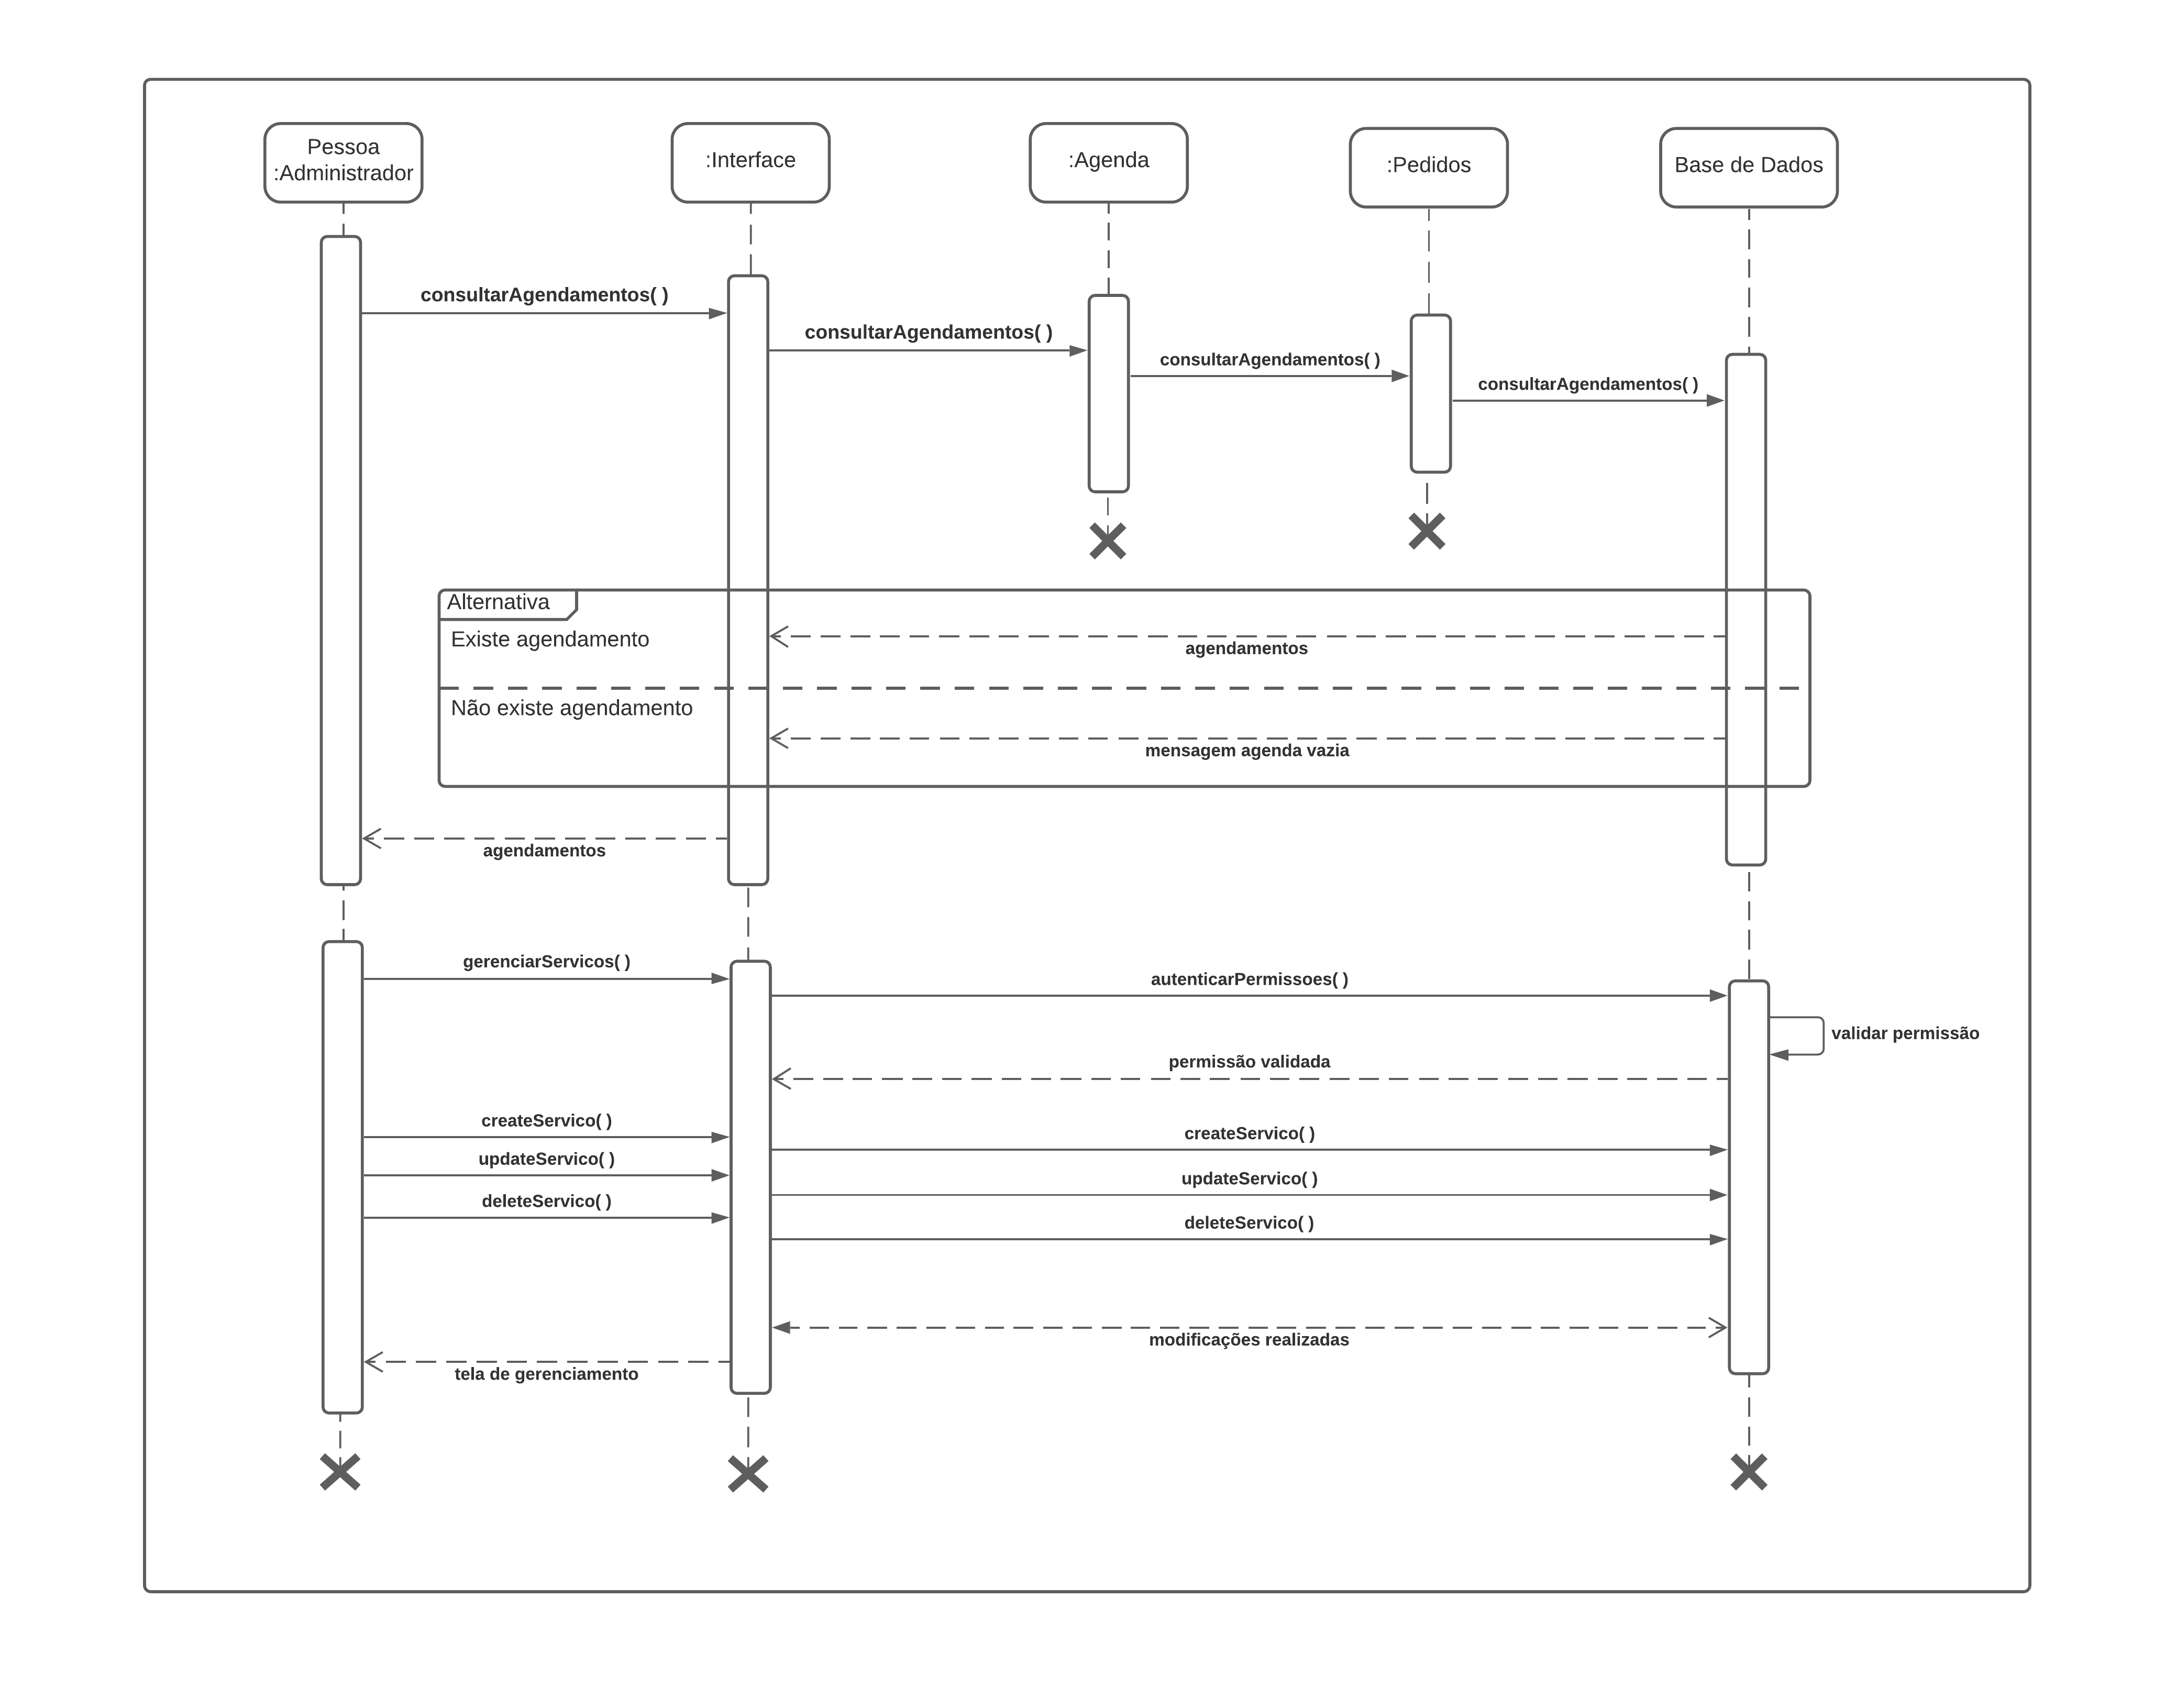 Pessoa
:Administrador
:Interface
:Agenda
:Pedidos
Base de Dados
consultarAgendamentos( )
consultarAgendamentos( )
consultarAgendamentos( )
consultarAgendamentos( )
Alternativa
Existe agendamento
agendamentos
Não existe agendamento
mensagem agenda vazia
agendamentos
gerenciarServicos( )
autenticarPermissoes( )
validar permissão
permissão validada
createServico( )
createServico( )
updateServico( )
updateServico( )
deleteServico( )
deleteServico( )
modificações realizadas
tela de gerenciamento